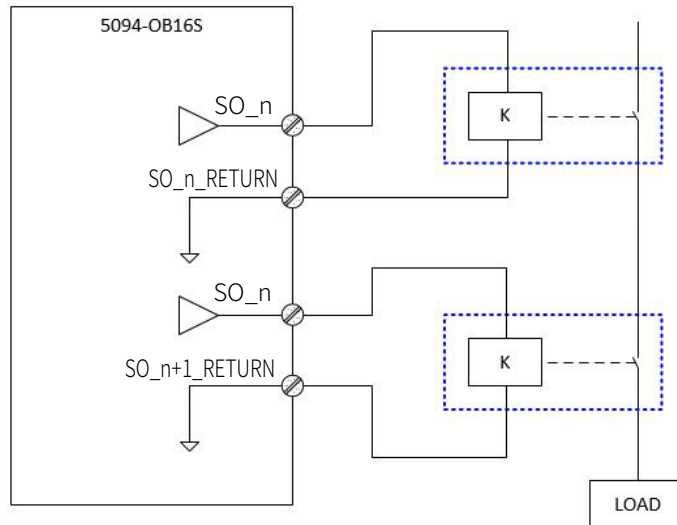 5094-OB16S
SO_n
K
SO_n_RETURN
SO_n
K
SO_n+1_RETURN
LOAD